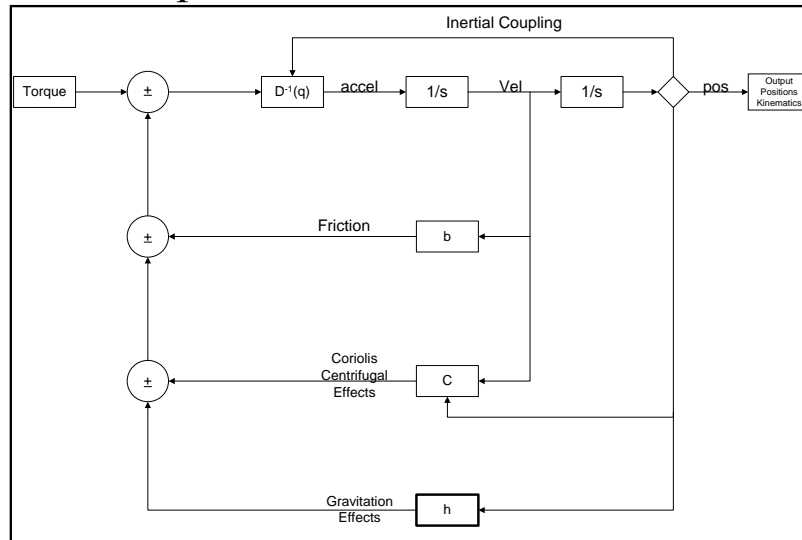 Inertial Coupling
Torque
±
D⁻¹(q)
accel
1/s
Vel
1/s
pos
Output
Positions
Kinematics
±
Friction
b
±
Coriolis
Centrifugal
Effects
C
Gravitation
Effects
h